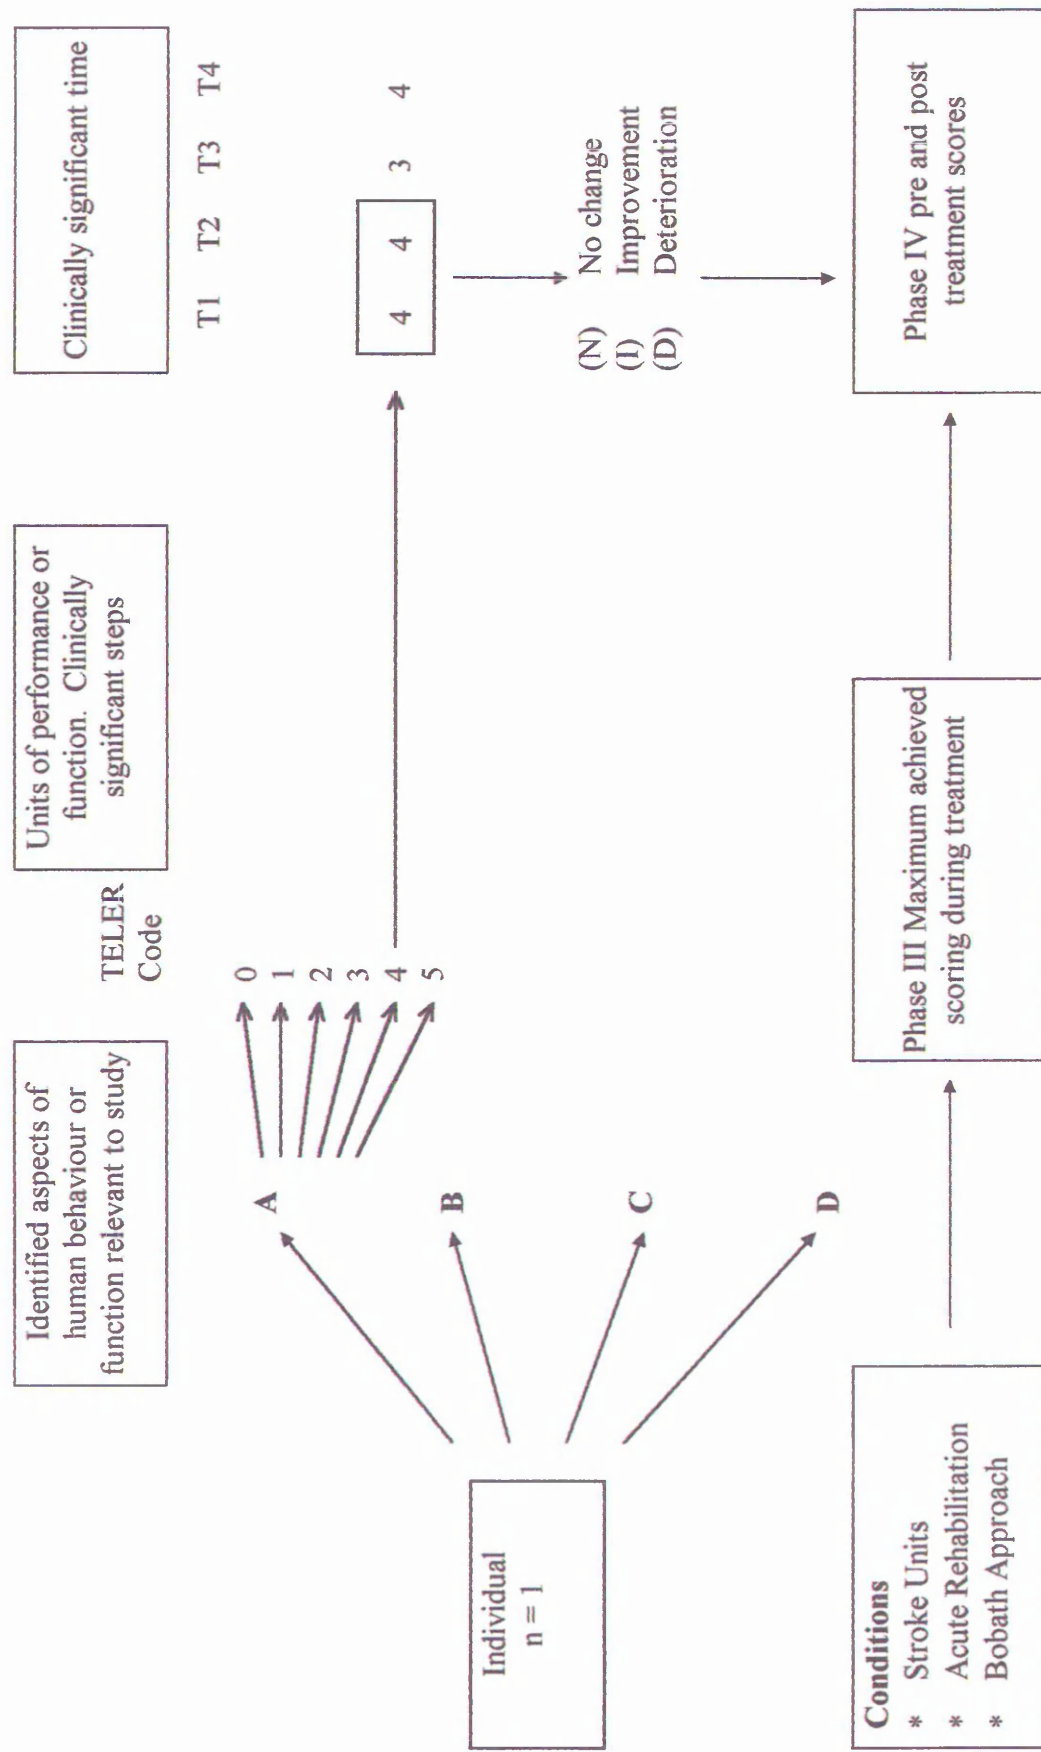 Identified aspects of
human behaviour or
function relevant to study
TELER
Code
Units of performance or
function. Clinically
significant steps
Clinically significant time
T1 T2 T3 T4
A
0
1
2
3
4
5
4 4 3 4
B
C
D
Individual
n = 1
(N) No change
(I) Improvement
(D) Deterioration
Conditions
* Stroke Units
* Acute Rehabilitation
* Bobath Approach
Phase III Maximum achieved
scoring during treatment
Phase IV pre and post
treatment scores